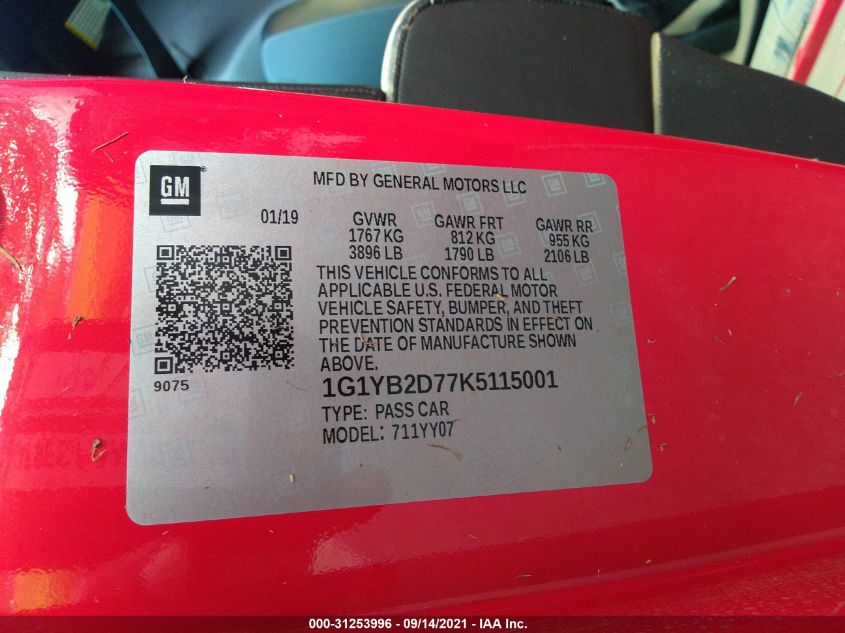 GM
MFD BY GENERAL MOTORS LLC
01/19 GVWR GAWR FRT GAWR RR
1767 KG 812 KG 955 KG
3896 LB 1790 LB 2106 LB
THIS VEHICLE CONFORMS TO ALL
APPLICABLE U.S. FEDERAL MOTOR
VEHICLE SAFETY, BUMPER, AND THEFT
PREVENTION STANDARDS IN EFFECT ON
THE DATE OF MANUFACTURE SHOWN
ABOVE.
9075
1G1YB2D77K5115001
TYPE: PASS CAR
MODEL: 711YY07
000-31253996 - 09/14/2021 - IAA Inc.